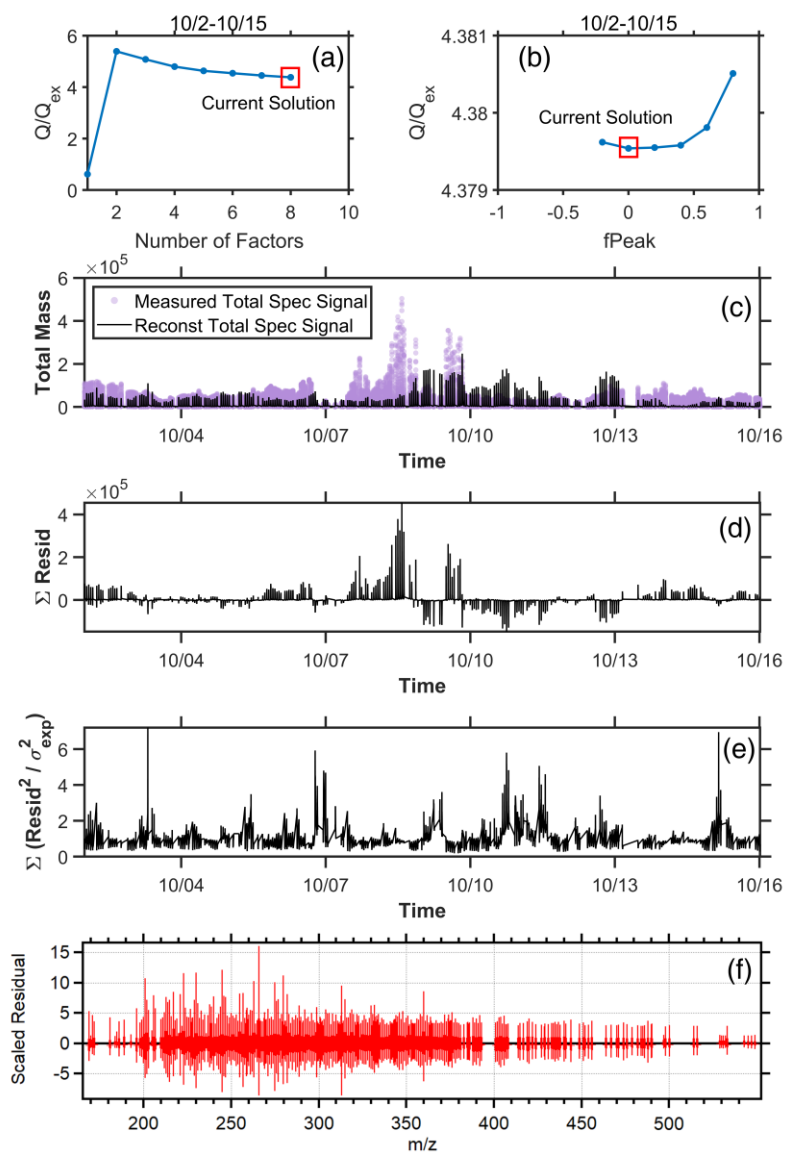 10/2-10/15
(a)
Q/Q_ex
6
4
2
0
Current Solution
2 4 6 8 10
Number of Factors
10/2-10/15
(b)
Q/Q_ex
4.381
4.38
4.379
Current Solution
-1 -0.5 0 0.5 1
fPeak
×10^5
(c)
Total Mass
6
4
2
0
Measured Total Spec Signal
Reconst Total Spec Signal
10/04 10/07 10/10 10/13 10/16
Time
×10^5
(d)
Σ Resid
4
2
0
10/04 10/07 10/10 10/13 10/16
Time
(e)
Σ (Resid^2 / σ^2_exp)
6
4
2
0
10/04 10/07 10/10 10/13 10/16
Time
(f)
Scaled Residual
15
10
5
0
-5
200 250 300 350 400 450 500
m/z